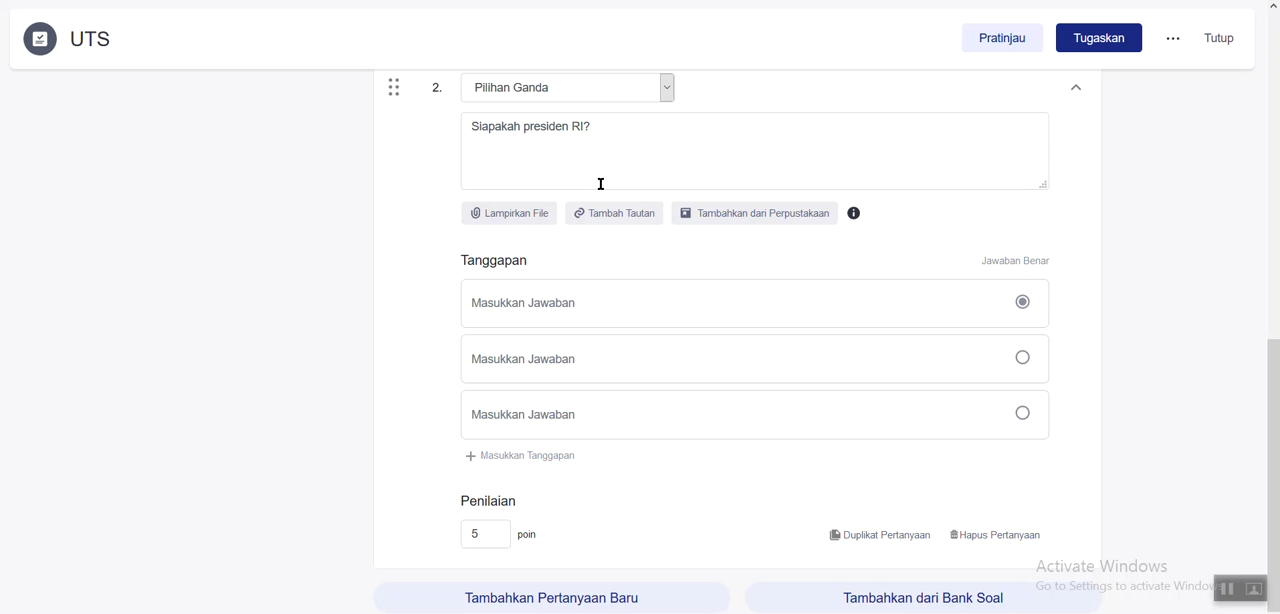 UTS
Pratinjau
Tugaskan
Tutup
2.
Pilihan Ganda
Siapakah presiden RI?
Lampirkan File
Tambah Tautan
Tambahkan dari Perpustakaan
Tanggapan
Jawaban Benar
Masukkan Jawaban
Masukkan Jawaban
Masukkan Jawaban
Masukkan Tanggapan
Penilaian
5 poin
Duplikat Pertanyaan
Hapus Pertanyaan
Activate Windows
Go to Settings to activate Window
Tambahkan Pertanyaan Baru
Tambahkan dari Bank Soal